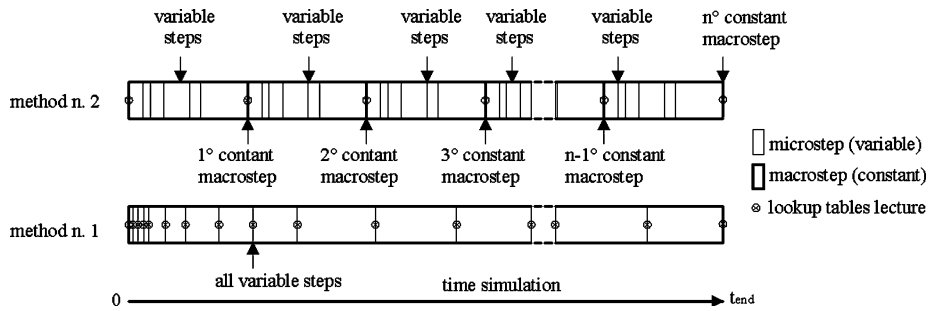 variable steps
variable steps
variable steps
variable steps
variable steps
n° constant macrostep
method n. 2
1° contant macrostep
2° contant macrostep
3° constant macrostep
n-1° constant macrostep
microstep (variable)
macrostep (constant)
lookup tables lecture
method n. 1
all variable steps
time simulation
0
tend